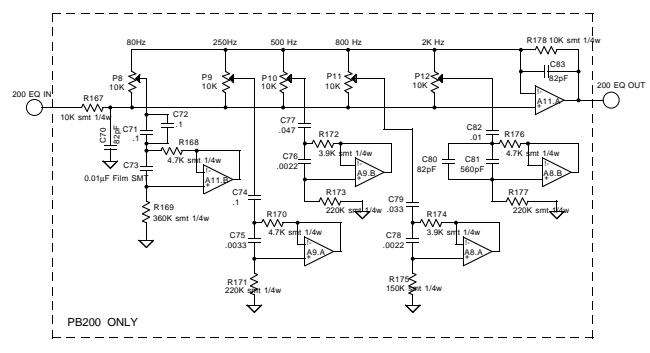 80Hz
250Hz
500 Hz
800 Hz
2K Hz
R178 10K smt 1/4w
C83
82pF
P8
10K
P9
10K
P10
10K
P11
10K
P12
10K
A11.A
200 EQ IN
200 EQ OUT
R167
10K smt 1/4w
C70
82pF
C72
.1
C71
.1
R168
4.7K smt 1/4w
C73
0.01µF Film SMT
A11.B
R169
360K smt 1/4w
C77
.047
R172
3.9K smt 1/4w
C76
.0022
A9.B
R173
220K smt 1/4w
C82
.01
R176
4.7K smt 1/4w
C80
82pF
C81
560pF
A8.B
R177
220K smt 1/4w
C74
.1
R170
4.7K smt 1/4w
C75
.0033
A9.A
R171
220K smt 1/4w
C79
.033
R174
3.9K smt 1/4w
C78
.0022
A8.A
R175
150K smt 1/4w
PB200 ONLY